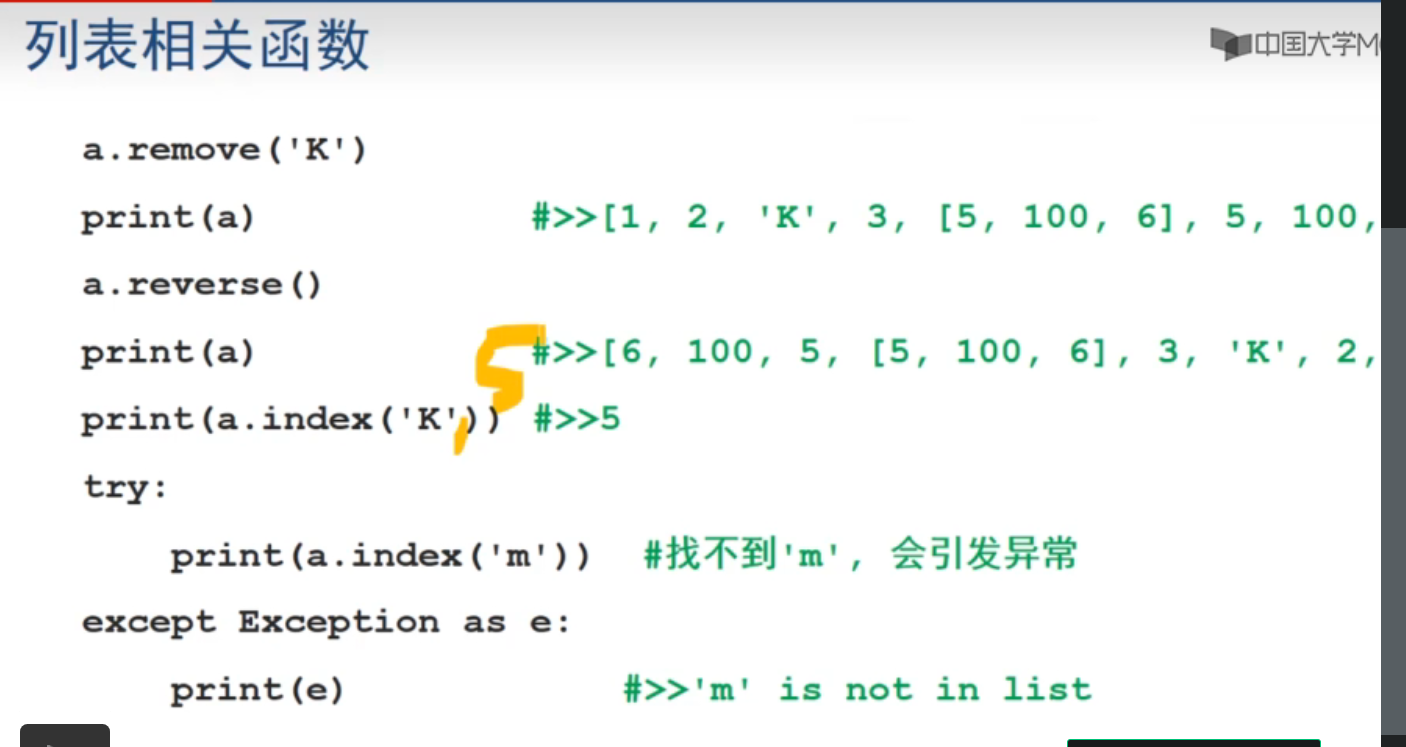 列表相关函数
中国大学M
a.remove('K')
print(a) #>>[1, 2, 'K', 3, [5, 100, 6], 5, 100,
a.reverse()
print(a) #>>[6, 100, 5, [5, 100, 6], 3, 'K', 2,
print(a.index('K')) #>>5
, 5
try:
print(a.index('m')) #找不到'm', 会引发异常
except Exception as e:
print(e) #>>'m' is not in list